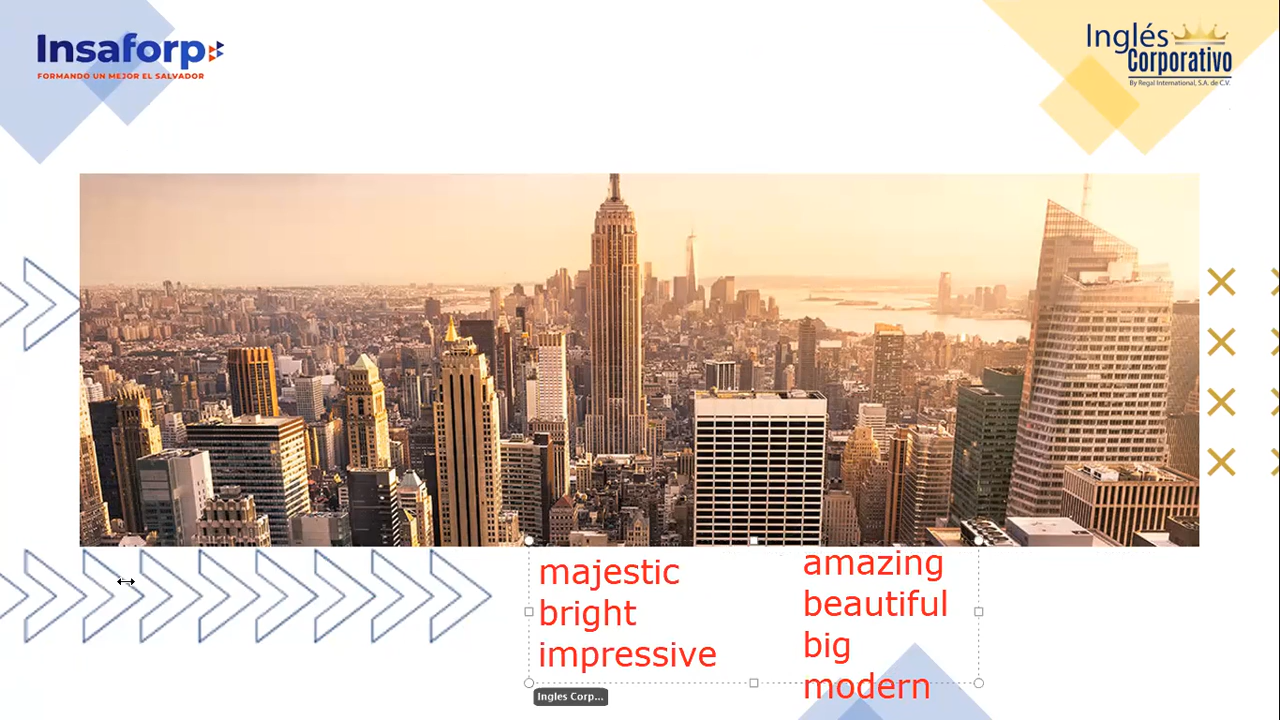 Insaforp
FORMANDO UN MEJOR EL SALVADOR
Inglés
Corporativo
By Regal International, S.A. de C.V.
majestic
bright
impressive
amazing
beautiful
big
modern
Ingles Corp...